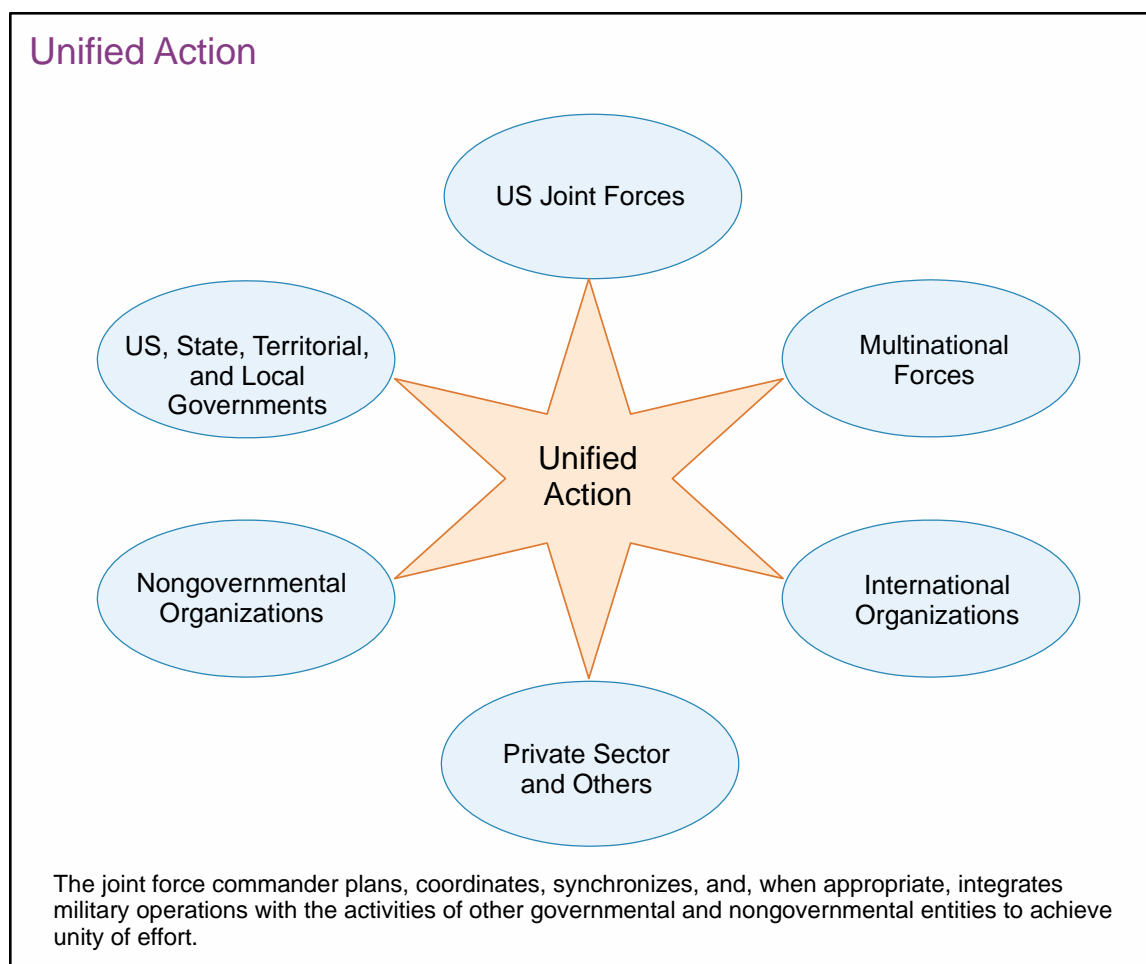 Unified Action
US Joint Forces
US, State, Territorial,
and Local
Governments
Multinational
Forces
Unified
Action
Nongovernmental
Organizations
International
Organizations
Private Sector
and Others
The joint force commander plans, coordinates, synchronizes, and, when appropriate, integrates
military operations with the activities of other governmental and nongovernmental entities to achieve
unity of effort.